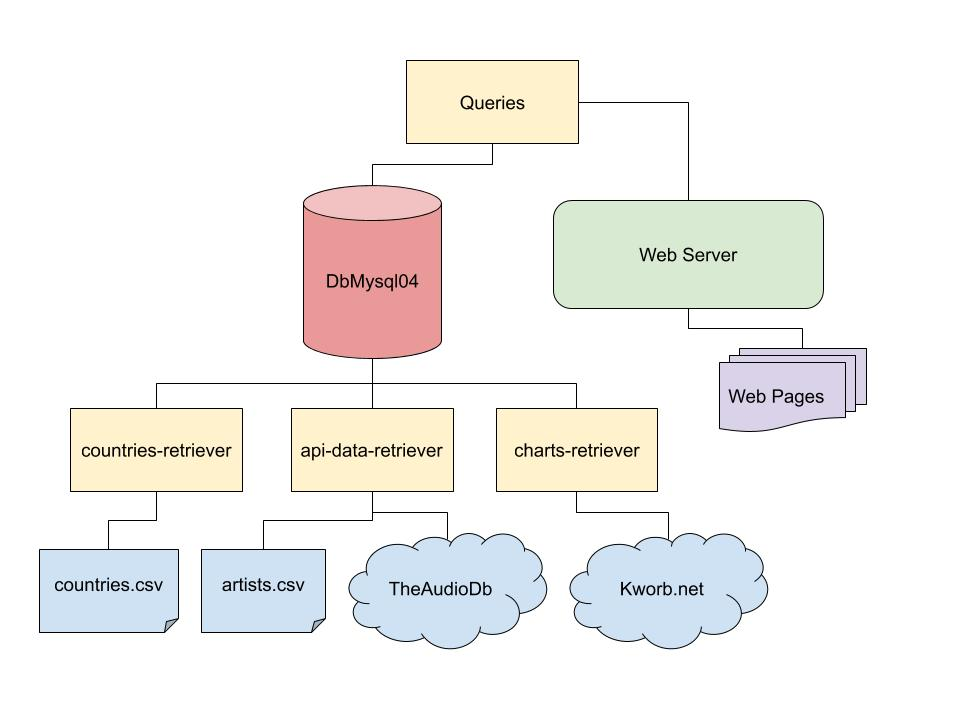 Queries
Web Server
DbMysql04
Web Pages
countries-retriever
api-data-retriever
charts-retriever
countries.csv
artists.csv
TheAudioDb
Kworb.net